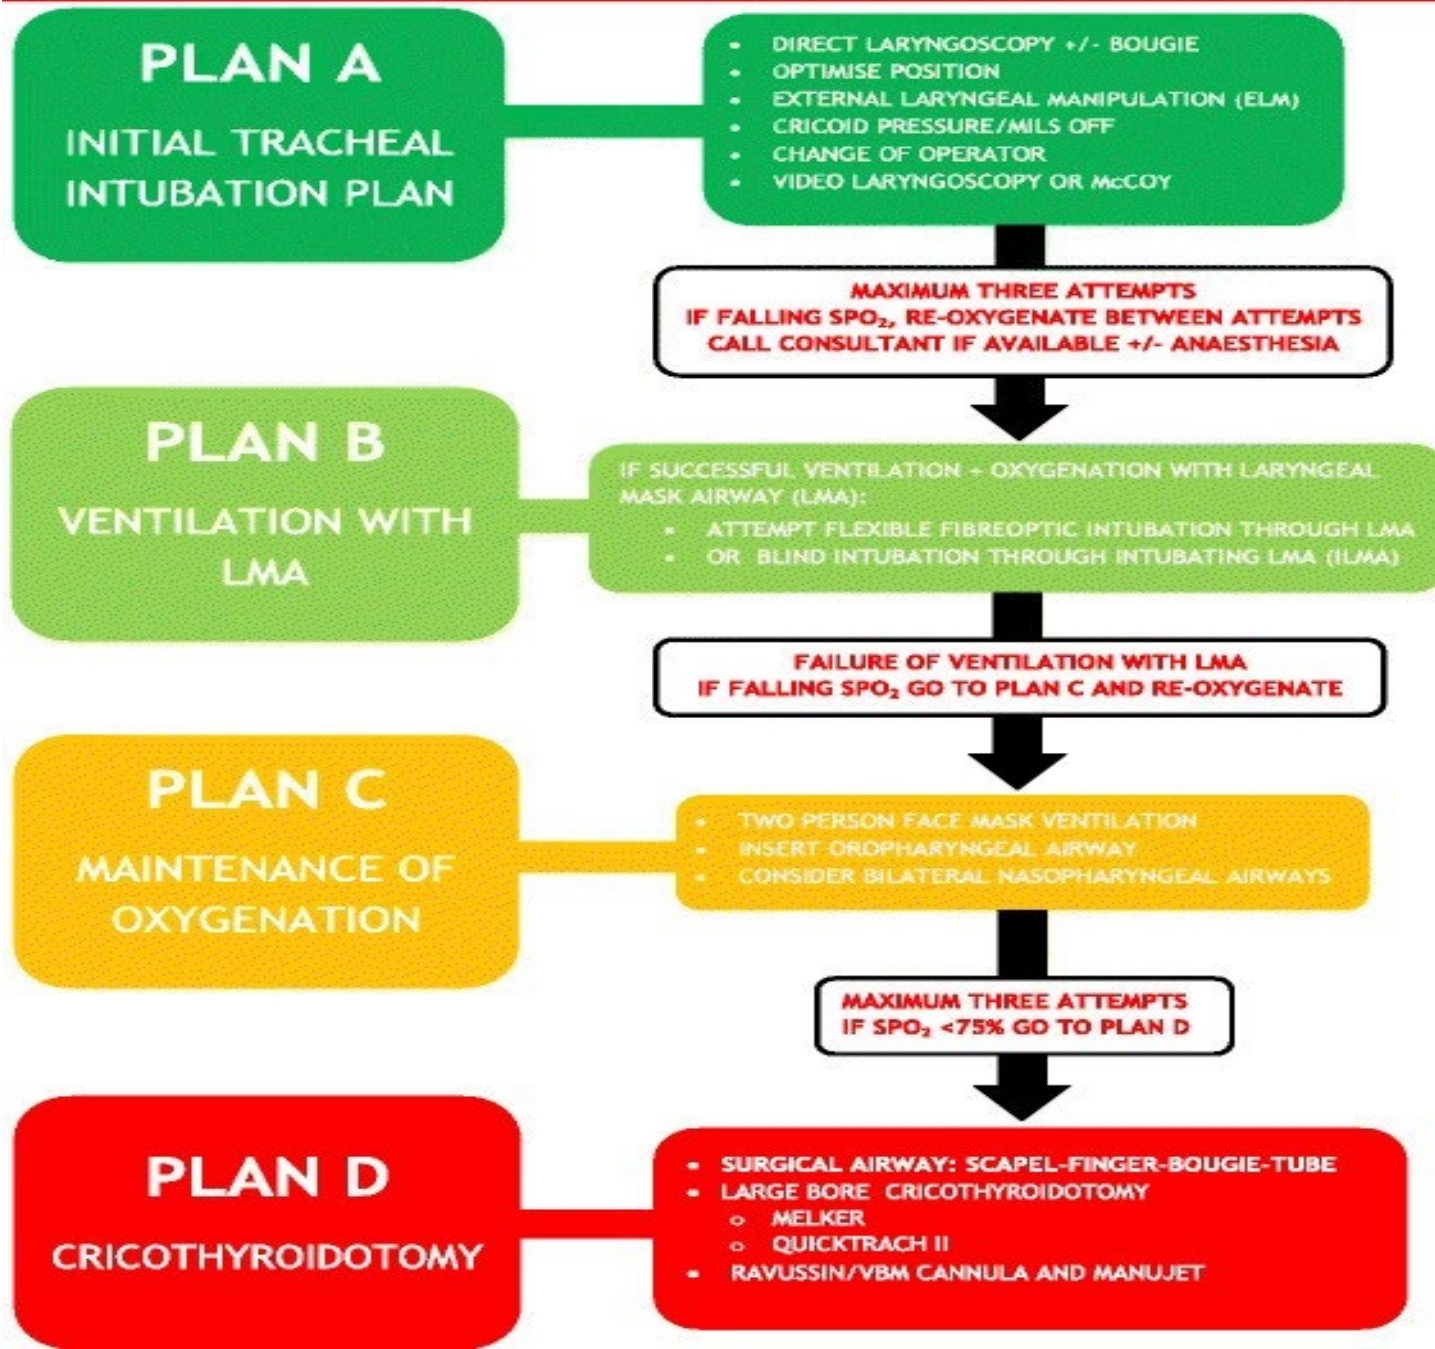 PLAN A
INITIAL TRACHEAL
INTUBATION PLAN
• DIRECT LARYNGOSCOPY +/- BOUGIE
• OPTIMISE POSITION
• EXTERNAL LARYNGEAL MANIPULATION (ELM)
• CRICOID PRESSURE/MILS OFF
• CHANGE OF OPERATOR
• VIDEO LARYNGOSCOPY OR McCOY
MAXIMUM THREE ATTEMPTS
IF FALLING SPO₂, RE-OXYGENATE BETWEEN ATTEMPTS
CALL CONSULTANT IF AVAILABLE +/- ANAESTHESIA
PLAN B
VENTILATION WITH
LMA
IF SUCCESSFUL VENTILATION + OXYGENATION WITH LARYNGEAL
MASK AIRWAY (LMA):
• ATTEMPT FLEXIBLE FIBREOPTIC INTUBATION THROUGH LMA
• OR BLIND INTUBATION THROUGH INTUBATING LMA (ILMA)
FAILURE OF VENTILATION WITH LMA
IF FALLING SPO₂ GO TO PLAN C AND RE-OXYGENATE
PLAN C
MAINTENANCE OF
OXYGENATION
• TWO PERSON FACE MASK VENTILATION
• INSERT OROPHARYNGEAL AIRWAY
• CONSIDER BILATERAL NASOPHARYNGEAL AIRWAYS
MAXIMUM THREE ATTEMPTS
IF SPO₂ <75% GO TO PLAN D
PLAN D
CRICOTHYROIDOTOMY
• SURGICAL AIRWAY: SCAPEL-FINGER-BOUGIE-TUBE
• LARGE BORE CRICOTHYROIDOTOMY
o MELKER
o QUICKTRACH II
• RAVUSSIN/VBM CANNULA AND MANUJET